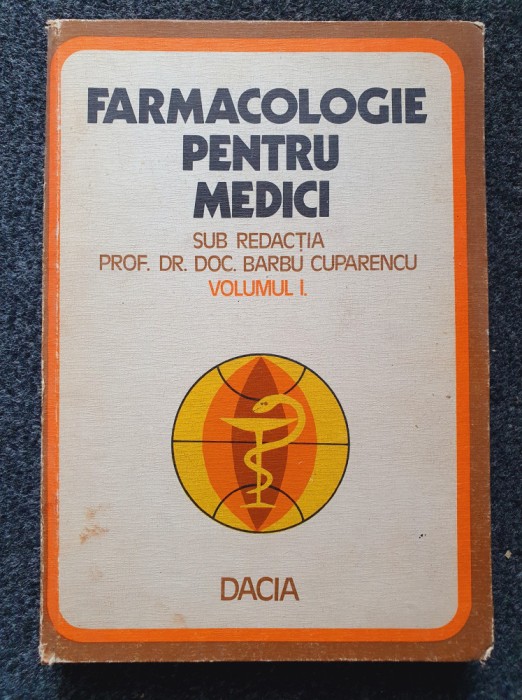 FARMACOLOGIE
PENTRU
MEDICI
SUB REDACȚIA
PROF. DR. DOC. BARBU CUPARENCU
VOLUMUL I.
DACIA